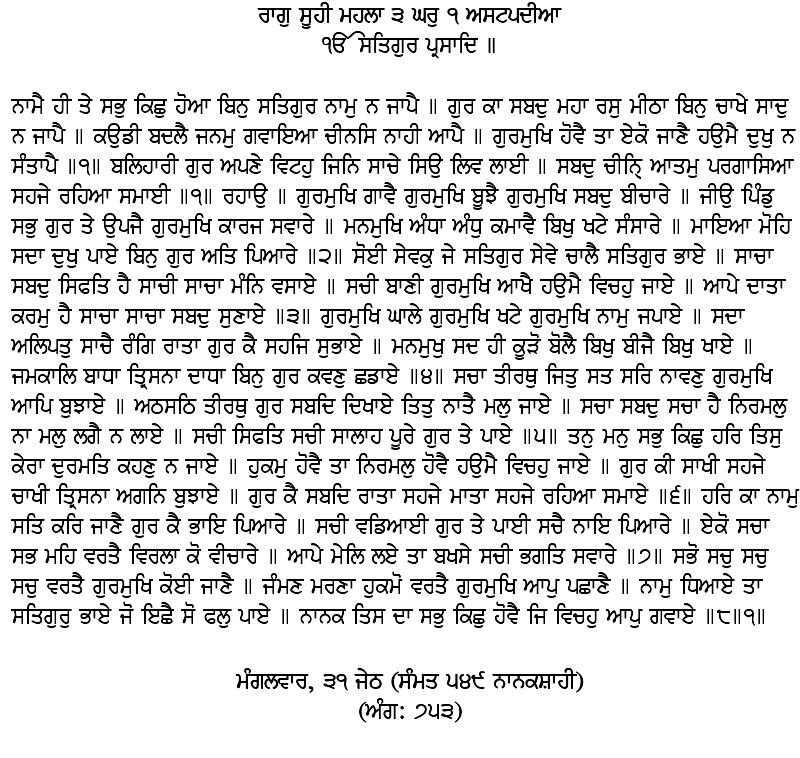 ਰਾਗੁ ਸੂਹੀ ਮਹਲਾ ੩ ਘਰੁ ੧ ਅਸਟਪਦੀਆ
ੴ ਸਤਿਗੁਰ ਪ੍ਰਸਾਦਿ ॥
ਨਾਮੈ ਹੀ ਤੇ ਸਭੁ ਕਿਛੁ ਹੋਆ ਬਿਨੁ ਸਤਿਗੁਰ ਨਾਮੁ ਨ ਜਾਪੈ ॥ ਗੁਰ ਕਾ ਸਬਦੁ ਮਹਾ ਰਸੁ ਮੀਠਾ ਬਿਨੁ ਚਾਖੇ ਸਾਦੁ
ਨ ਜਾਪੈ ॥ ਕਉਡੀ ਬਦਲੈ ਜਨਮੁ ਗਵਾਇਆ ਚੀਨਸਿ ਨਾਹੀ ਆਪੈ ॥ ਗੁਰਮੁਖਿ ਹੋਵੈ ਤਾ ਏਕੋ ਜਾਣੈ ਹਉਮੈ ਦੁਖੁ ਨ
ਸੰਤਾਪੈ ॥੧॥ ਬਲਿਹਾਰੀ ਗੁਰ ਅਪਣੇ ਵਿਟਹੁ ਜਿਨਿ ਸਾਚੇ ਸਿਉ ਲਿਵ ਲਾਈ ॥ ਸਬਦੁ ਚੀਨ੍ਹਿ ਆਤਮੁ ਪਰਗਾਸਿਆ
ਸਹਜੇ ਰਹਿਆ ਸਮਾਈ ॥੧॥ ਰਹਾਉ ॥ ਗੁਰਮੁਖਿ ਗਾਵੈ ਗੁਰਮੁਖਿ ਬੂਝੈ ਗੁਰਮੁਖਿ ਸਬਦੁ ਬੀਚਾਰੇ ॥ ਜੀਉ ਪਿੰਡੁ
ਸਭੁ ਗੁਰ ਤੇ ਉਪਜੈ ਗੁਰਮੁਖਿ ਕਾਰਜ ਸਵਾਰੇ ॥ ਮਨਮੁਖਿ ਅੰਧਾ ਅੰਧੁ ਕਮਾਵੈ ਬਿਖੁ ਖਟੇ ਸੰਸਾਰੇ ॥ ਮਾਇਆ ਮੋਹਿ
ਸਦਾ ਦੁਖੁ ਪਾਏ ਬਿਨੁ ਗੁਰ ਅਤਿ ਪਿਆਰੇ ॥੨॥ ਸੋਈ ਸੇਵਕੁ ਜੇ ਸਤਿਗੁਰ ਸੇਵੇ ਚਾਲੈ ਸਤਿਗੁਰ ਭਾਏ ॥ ਸਾਚਾ
ਸਬਦੁ ਸਿਫਤਿ ਹੈ ਸਾਚੀ ਸਾਚਾ ਮੰਨਿ ਵਸਾਏ ॥ ਸਚੀ ਬਾਣੀ ਗੁਰਮੁਖਿ ਆਖੈ ਹਉਮੈ ਵਿਚਹੁ ਜਾਏ ॥ ਆਪੇ ਦਾਤਾ
ਕਰਮੁ ਹੈ ਸਾਚਾ ਸਾਚਾ ਸਬਦੁ ਸੁਣਾਏ ॥੩॥ ਗੁਰਮੁਖਿ ਘਾਲੇ ਗੁਰਮੁਖਿ ਖਟੇ ਗੁਰਮੁਖਿ ਨਾਮੁ ਜਪਾਏ ॥ ਸਦਾ
ਅਲਿਪਤੁ ਸਾਚੈ ਰੰਗਿ ਰਾਤਾ ਗੁਰ ਕੈ ਸਹਜਿ ਸੁਭਾਏ ॥ ਮਨਮੁਖੁ ਸਦ ਹੀ ਕੂੜੋ ਬੋਲੈ ਬਿਖੁ ਬੀਜੈ ਬਿਖੁ ਖਾਏ ॥
ਜਮਕਾਲਿ ਬਾਧਾ ਤ੍ਰਿਸਨਾ ਦਾਧਾ ਬਿਨੁ ਗੁਰ ਕਵਣੁ ਛਡਾਏ ॥੪॥ ਸਚਾ ਤੀਰਥੁ ਜਿਤੁ ਸਤ ਸਰਿ ਨਾਵਣੁ ਗੁਰਮੁਖਿ
ਆਪਿ ਬੁਝਾਏ ॥ ਅਠਸਠਿ ਤੀਰਥੁ ਗੁਰ ਸਬਦਿ ਦਿਖਾਏ ਤਿਤੁ ਨਾਤੈ ਮਲੁ ਜਾਏ ॥ ਸਚਾ ਸਬਦੁ ਸਚਾ ਹੈ ਨਿਰਮਲੁ
ਨਾ ਮਲੁ ਲਗੈ ਨ ਲਾਏ ॥ ਸਚੀ ਸਿਫਤਿ ਸਚੀ ਸਾਲਾਹ ਪੂਰੇ ਗੁਰ ਤੇ ਪਾਏ ॥੫॥ ਤਨੁ ਮਨੁ ਸਭੁ ਕਿਛੁ ਹਰਿ ਤਿਸੁ
ਕੇਰਾ ਦੁਰਮਤਿ ਕਹਣੁ ਨ ਜਾਏ ॥ ਹੁਕਮੁ ਹੋਵੈ ਤਾ ਨਿਰਮਲੁ ਹੋਵੈ ਹਉਮੈ ਵਿਚਹੁ ਜਾਏ ॥ ਗੁਰ ਕੀ ਸਾਖੀ ਸਹਜੇ
ਚਾਖੀ ਤ੍ਰਿਸਨਾ ਅਗਨਿ ਬੁਝਾਏ ॥ ਗੁਰ ਕੈ ਸਬਦਿ ਰਾਤਾ ਸਹਜੇ ਮਾਤਾ ਸਹਜੇ ਰਹਿਆ ਸਮਾਏ ॥੬॥ ਹਰਿ ਕਾ ਨਾਮੁ
ਸਤਿ ਕਰਿ ਜਾਣੈ ਗੁਰ ਕੈ ਭਾਇ ਪਿਆਰੇ ॥ ਸਚੀ ਵਡਿਆਈ ਗੁਰ ਤੇ ਪਾਈ ਸਚੈ ਨਾਇ ਪਿਆਰੇ ॥ ਏਕੋ ਸਚਾ
ਸਭ ਮਹਿ ਵਰਤੈ ਵਿਰਲਾ ਕੋ ਵੀਚਾਰੇ ॥ ਆਪੇ ਮੇਲਿ ਲਏ ਤਾ ਬਖਸੇ ਸਚੀ ਭਗਤਿ ਸਵਾਰੇ ॥੭॥ ਸਭੋ ਸਚੁ ਸਚੁ
ਸਚੁ ਵਰਤੈ ਗੁਰਮੁਖਿ ਕੋਈ ਜਾਣੈ ॥ ਜੰਮਣ ਮਰਣਾ ਹੁਕਮੋ ਵਰਤੈ ਗੁਰਮੁਖਿ ਆਪੁ ਪਛਾਣੈ ॥ ਨਾਮੁ ਧਿਆਏ ਤਾ
ਸਤਿਗੁਰੁ ਭਾਏ ਜੋ ਇਛੈ ਸੋ ਫਲੁ ਪਾਏ ॥ ਨਾਨਕ ਤਿਸ ਦਾ ਸਭੁ ਕਿਛੁ ਹੋਵੈ ਜਿ ਵਿਚਹੁ ਆਪੁ ਗਵਾਏ ॥੮॥੧॥
ਮੰਗਲਵਾਰ, ੩੧ ਜੇਠ (ਸੰਮਤ ੫੪੯ ਨਾਨਕਸ਼ਾਹੀ)
(ਅੰਗ: ੭੫੩)